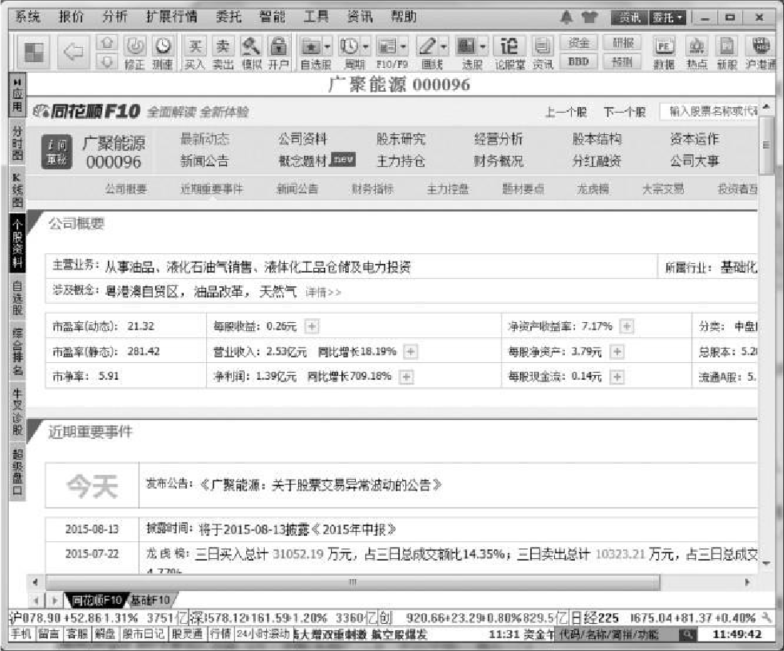 系统 报价 分析 扩展行情 委托 智能 工具 资讯 帮助 资讯 委托
修正 测速 买入 卖出 模拟 开户 自选股 周期 F10/F9 画线 选股 论股堂 资讯 资金 BBD 研报 预测 数据 热点 新股 沪港通
广聚能源 000096
应用
分时图
K线图
个股资料
自选股
综合排名
牛叉诊股
超级盘口
同花顺F10 全面解读 全新体验 上一个股 下一个股 输入股票名称或代
广聚能源 最新动态 公司资料 股东研究 经营分析 股本结构 资本运作
000096 新闻公告 概念题材 new 主力持仓 财务概况 分红融资 公司大事
公司概要 近期重要事件 新闻公告 财务指标 主力控盘 题材要点 龙虎榜 大宗交易 投资者互
公司概要
主营业务: 从事油品、液化石油气销售、液体化工品仓储及电力投资 所属行业: 基础化
涉及概念: 粤港澳自贸区, 油品改革, 天然气 详情>>
市盈率(动态): 21.32 每股收益: 0.26元 + 净资产收益率: 7.17% + 分类: 中盘
市盈率(静态): 281.42 营业收入: 2.53亿元 同比增长18.19% + 每股净资产: 3.79元 + 总股本: 5.2
市净率: 5.91 净利润: 1.39亿元 同比增长709.18% + 每股现金流: 0.14元 + 流通A股: 5.
近期重要事件
今天 发布公告: 《广聚能源: 关于股票交易异常波动的公告》
2015-08-13 披露时间: 将于2015-08-13披露《2015年中报》
2015-07-22 龙虎榜: 三日买入总计 31052.19 万元, 占三日总成交额比14.35%; 三日卖出总计 10323.21 万元, 占三日总成交
同花顺F10 基础F10
沪078.90 +52.86 1.31% 3751亿 深3578.12 161.59 1.20% 3360亿 创 920.66+23.29 0.80% 829.5亿 日经225 0675.04 +81.37 +0.40%
手机 留言 客服 解盘 股市日记 股灵通 行情 24小时滚动 大增双重刺激 航空股爆发 11:31 资金午 代码/名称/简拼/功能 11:49:42